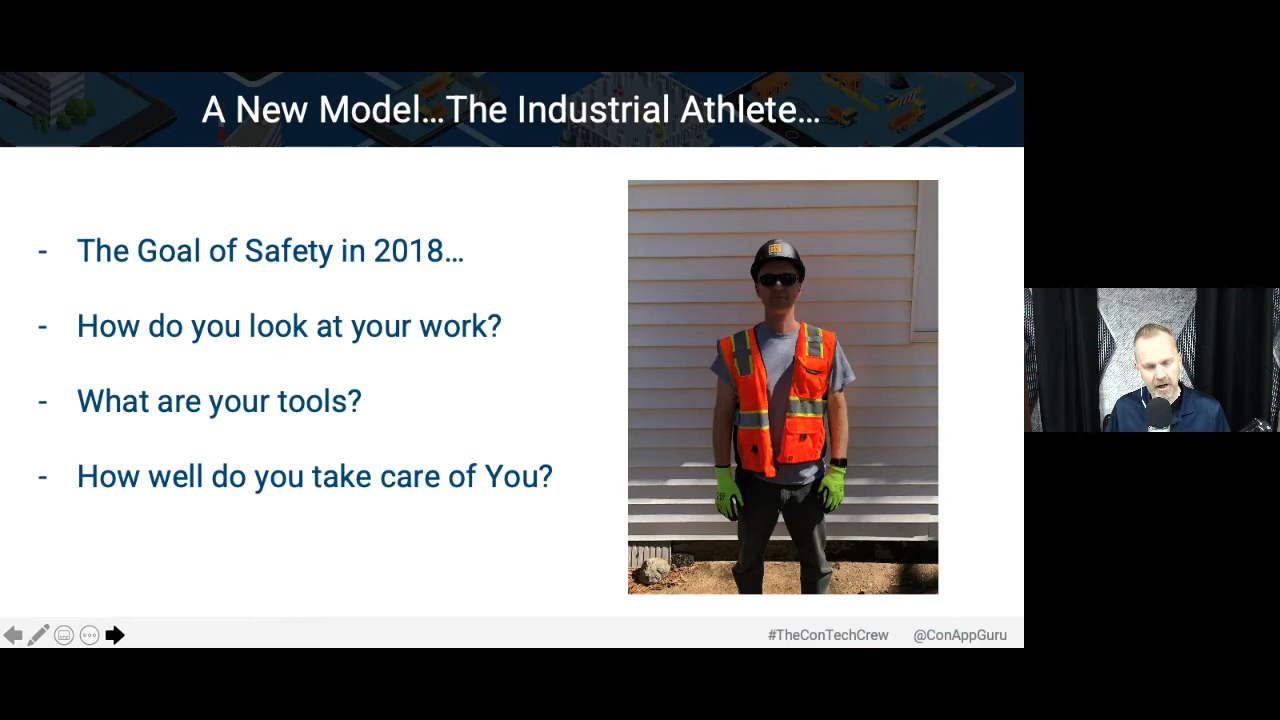 A New Model…The Industrial Athlete…
- The Goal of Safety in 2018…
- How do you look at your work?
- What are your tools?
- How well do you take care of You?
#TheConTechCrew @ConAppGuru